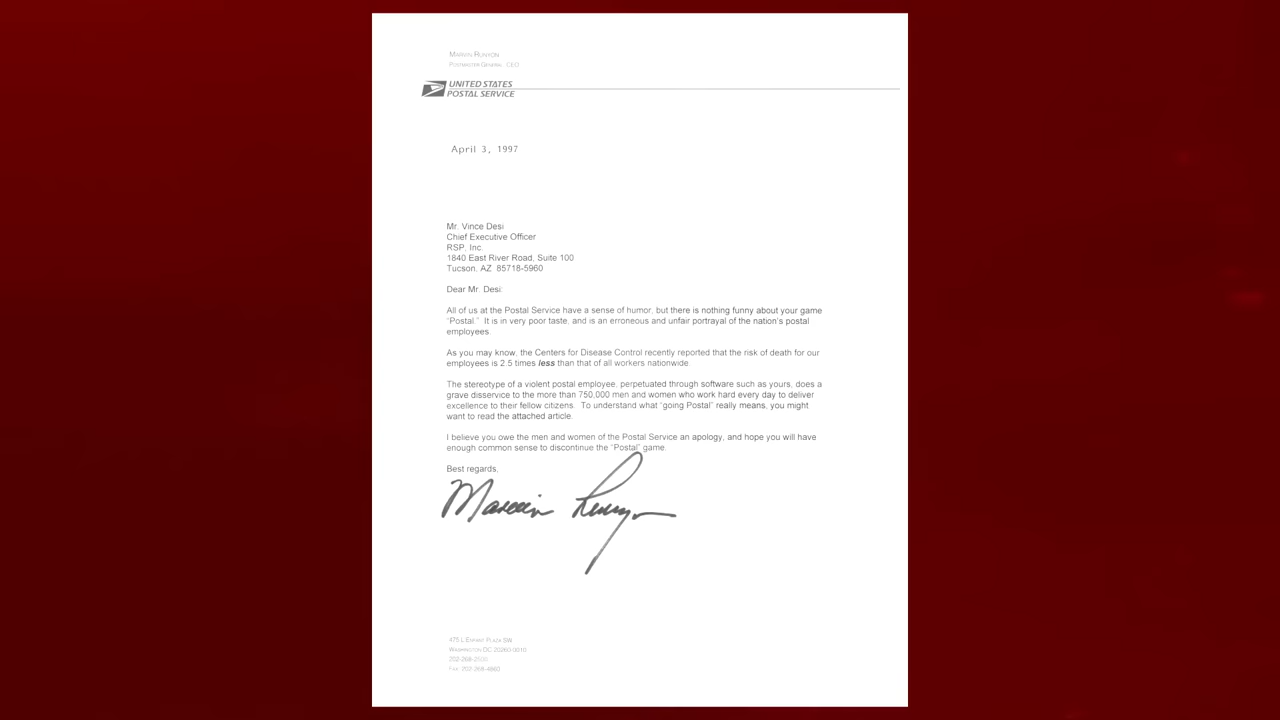 MARVIN RUNYON
POSTMASTER GENERAL, CEO
UNITED STATES
POSTAL SERVICE
April 3, 1997
Mr. Vince Desi
Chief Executive Officer
RSP, Inc.
1840 East River Road, Suite 100
Tucson, AZ 85718-5960
Dear Mr. Desi:
All of us at the Postal Service have a sense of humor, but there is nothing funny about your game
“Postal.” It is in very poor taste, and is an erroneous and unfair portrayal of the nation's postal
employees.
As you may know, the Centers for Disease Control recently reported that the risk of death for our
employees is 2.5 times less than that of all workers nationwide.
The stereotype of a violent postal employee, perpetuated through software such as yours, does a
grave disservice to the more than 750,000 men and women who work hard every day to deliver
excellence to their fellow citizens. To understand what “going Postal” really means, you might
want to read the attached article.
I believe you owe the men and women of the Postal Service an apology, and hope you will have
enough common sense to discontinue the “Postal” game.
Best regards,
Marvin Runyon
475 L'ENFANT PLAZA SW
WASHINGTON DC 20260-0010
202-268-2500
FAX: 202-268-4860